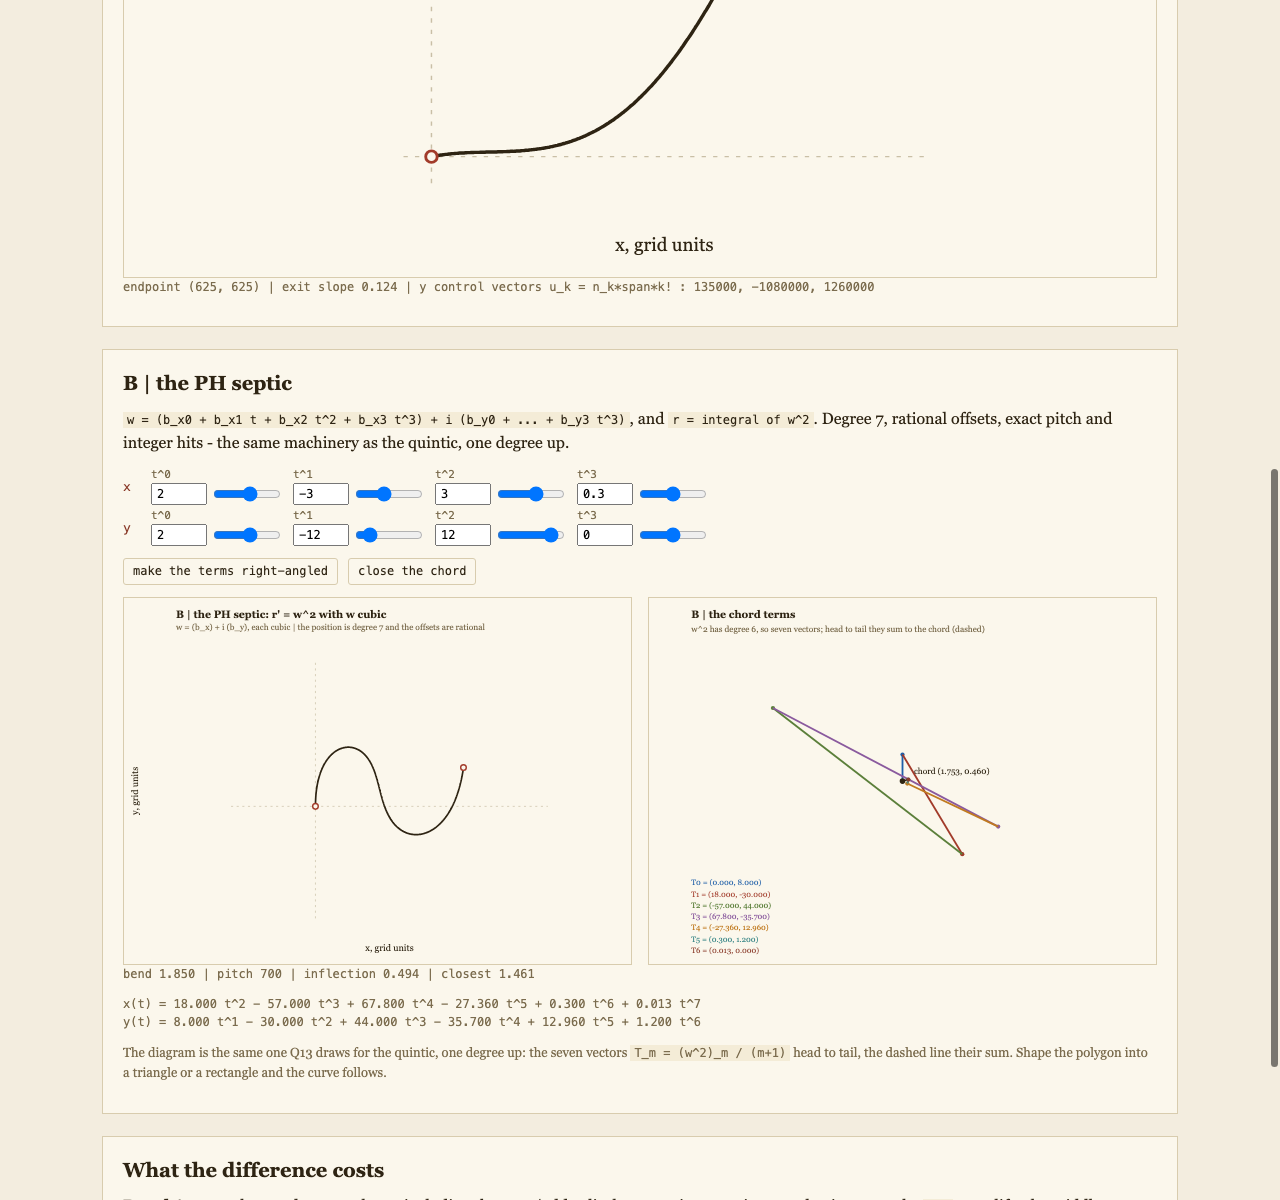 x, grid units
endpoint (625, 625) | exit slope 0.124 | y control vectors u_k = n_k*span*k! : 135000, −1080000, 1260000
B | the PH septic
w = (b_x0 + b_x1 t + b_x2 t^2 + b_x3 t^3) + i (b_y0 + ... + b_y3 t^3), and r = integral of w^2. Degree 7, rational offsets, exact pitch and
integer hits - the same machinery as the quintic, one degree up.
t^0 t^1 t^2 t^3
x 2 −3 3 0.3
t^0 t^1 t^2 t^3
y 2 −12 12 0
make the terms right-angled close the chord
B | the PH septic: r' = w^2 with w cubic
w = (b_x) + i (b_y), each cubic | the position is degree 7 and the offsets are rational
y, grid units
x, grid units
B | the chord terms
w^2 has degree 6, so seven vectors; head to tail they sum to the chord (dashed)
chord (1.753, 0.460)
T0 = (0.000, 8.000)
T1 = (18.000, -30.000)
T2 = (-57.000, 44.000)
T3 = (67.800, -35.700)
T4 = (-27.360, 12.960)
T5 = (0.300, 1.200)
T6 = (0.013, 0.000)
bend 1.850 | pitch 700 | inflection 0.494 | closest 1.461
x(t) = 18.000 t^2 − 57.000 t^3 + 67.800 t^4 − 27.360 t^5 + 0.300 t^6 + 0.013 t^7
y(t) = 8.000 t^1 − 30.000 t^2 + 44.000 t^3 − 35.700 t^4 + 12.960 t^5 + 1.200 t^6
The diagram is the same one Q13 draws for the quintic, one degree up: the seven vectors T_m = (w^2)_m / (m+1) head to tail, the dashed line their sum. Shape the polygon into
a triangle or a rectangle and the curve follows.
What the difference costs